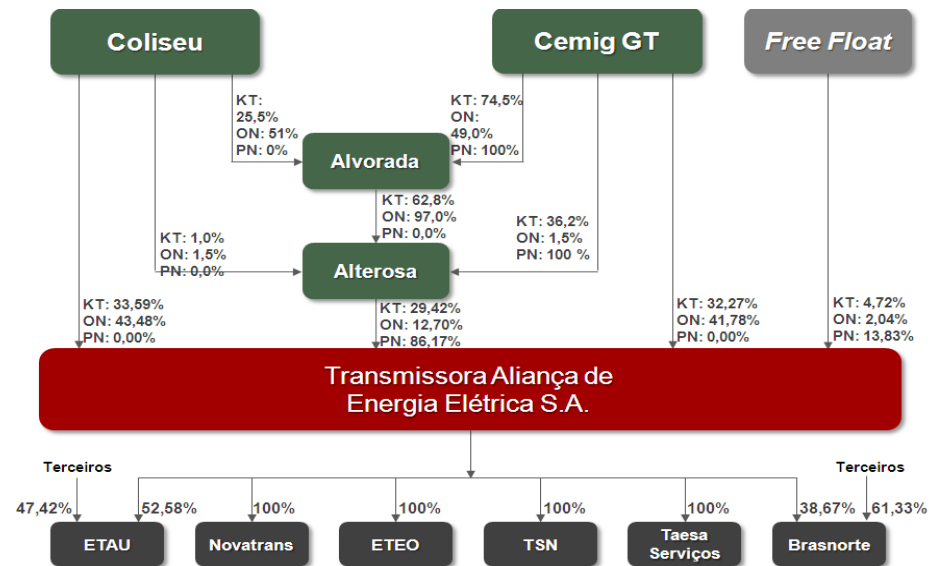 Coliseu
Cemig GT
Free Float
KT:
25,5%
ON: 51%
PN: 0%
KT: 74,5%
ON:
49,0%
PN: 100%
Alvorada
KT: 62,8%
ON: 97,0%
PN: 0,0%
KT: 1,0%
ON: 1,5%
PN: 0,0%
KT: 36,2%
ON: 1,5%
PN: 100 %
Alterosa
KT: 33,59%
ON: 43,48%
PN: 0,00%
KT: 29,42%
ON: 12,70%
PN: 86,17%
KT: 32,27%
ON: 41,78%
PN: 0,00%
KT: 4,72%
ON: 2,04%
PN: 13,83%
Transmissora Aliança de
Energia Elétrica S.A.
Terceiros
Terceiros
47,42%
52,58%
100%
100%
100%
100%
38,67%
61,33%
ETAU
Novatrans
ETEO
TSN
Taesa
Serviços
Brasnorte